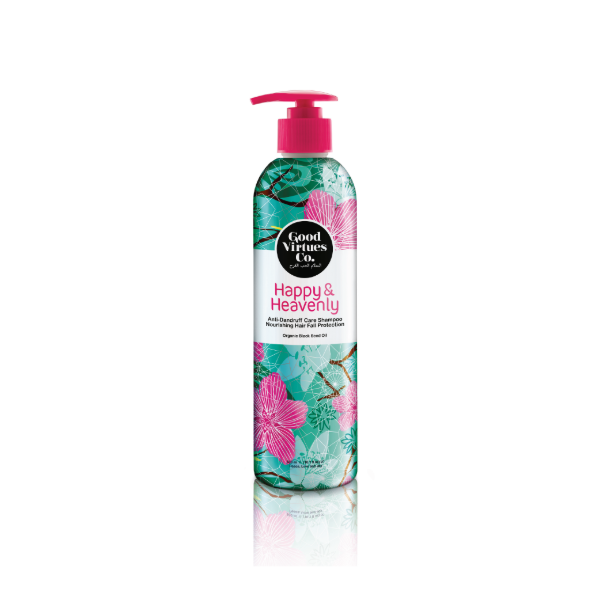 Good
Virtues
Co.
Happy &
Heavenly
Anti-Dandruff Care Shampoo
Nourishing Hair Fall Protection
Organic Black Seed Oil